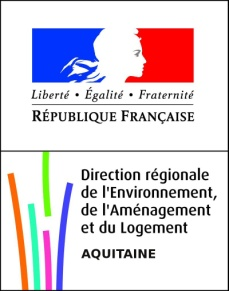 Liberté • Égalité • Fraternité
RÉPUBLIQUE FRANÇAISE
Direction régionale
de l'Environnement,
de l'Aménagement
et du Logement
AQUITAINE